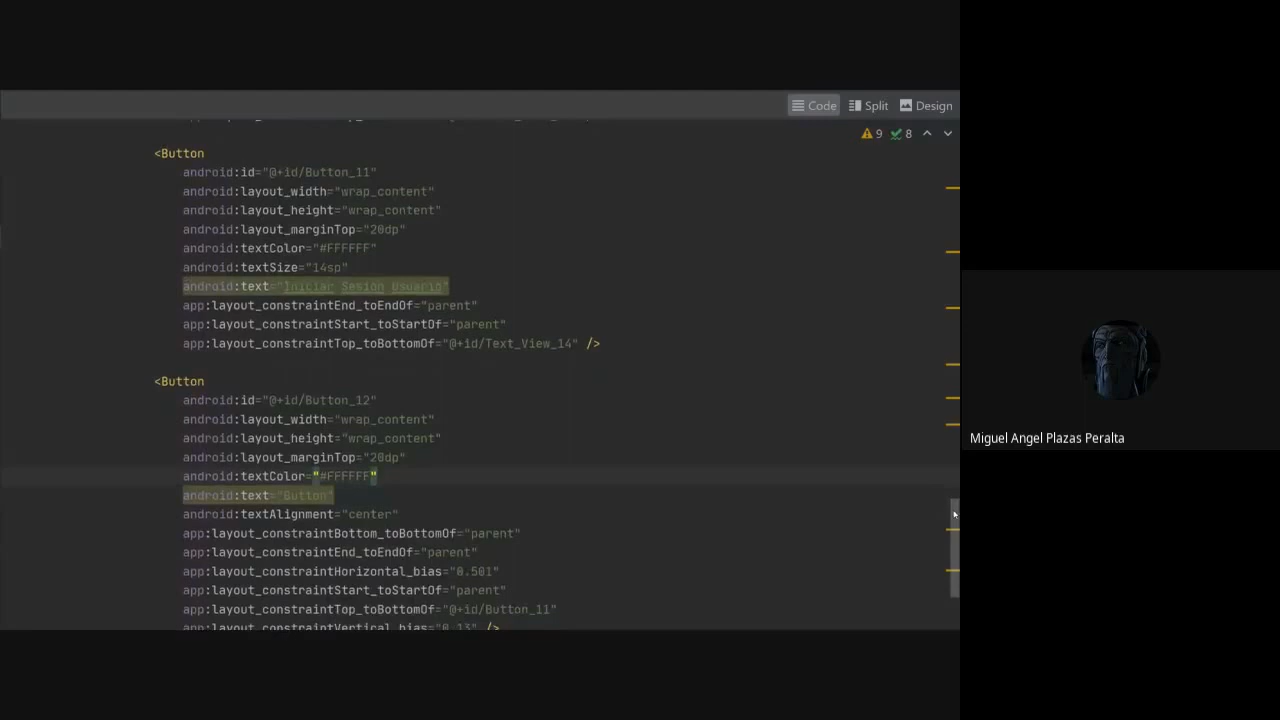 Code Split Design
9 8
<Button
android:id="@+id/Button_11"
android:layout_width="wrap_content"
android:layout_height="wrap_content"
android:layout_marginTop="20dp"
android:textColor="#FFFFFF"
android:textSize="14sp"
android:text="Iniciar Sesion Usuario"
app:layout_constraintEnd_toEndOf="parent"
app:layout_constraintStart_toStartOf="parent"
app:layout_constraintTop_toBottomOf="@+id/Text_View_14" />
<Button
android:id="@+id/Button_12"
android:layout_width="wrap_content"
android:layout_height="wrap_content"
android:layout_marginTop="20dp"
android:textColor="#FFFFFF"
android:text="Button"
android:textAlignment="center"
app:layout_constraintBottom_toBottomOf="parent"
app:layout_constraintEnd_toEndOf="parent"
app:layout_constraintHorizontal_bias="0.501"
app:layout_constraintStart_toStartOf="parent"
app:layout_constraintTop_toBottomOf="@+id/Button_11"
app:layout_constraintVertical_bias="0.13" />
Miguel Angel Plazas Peralta